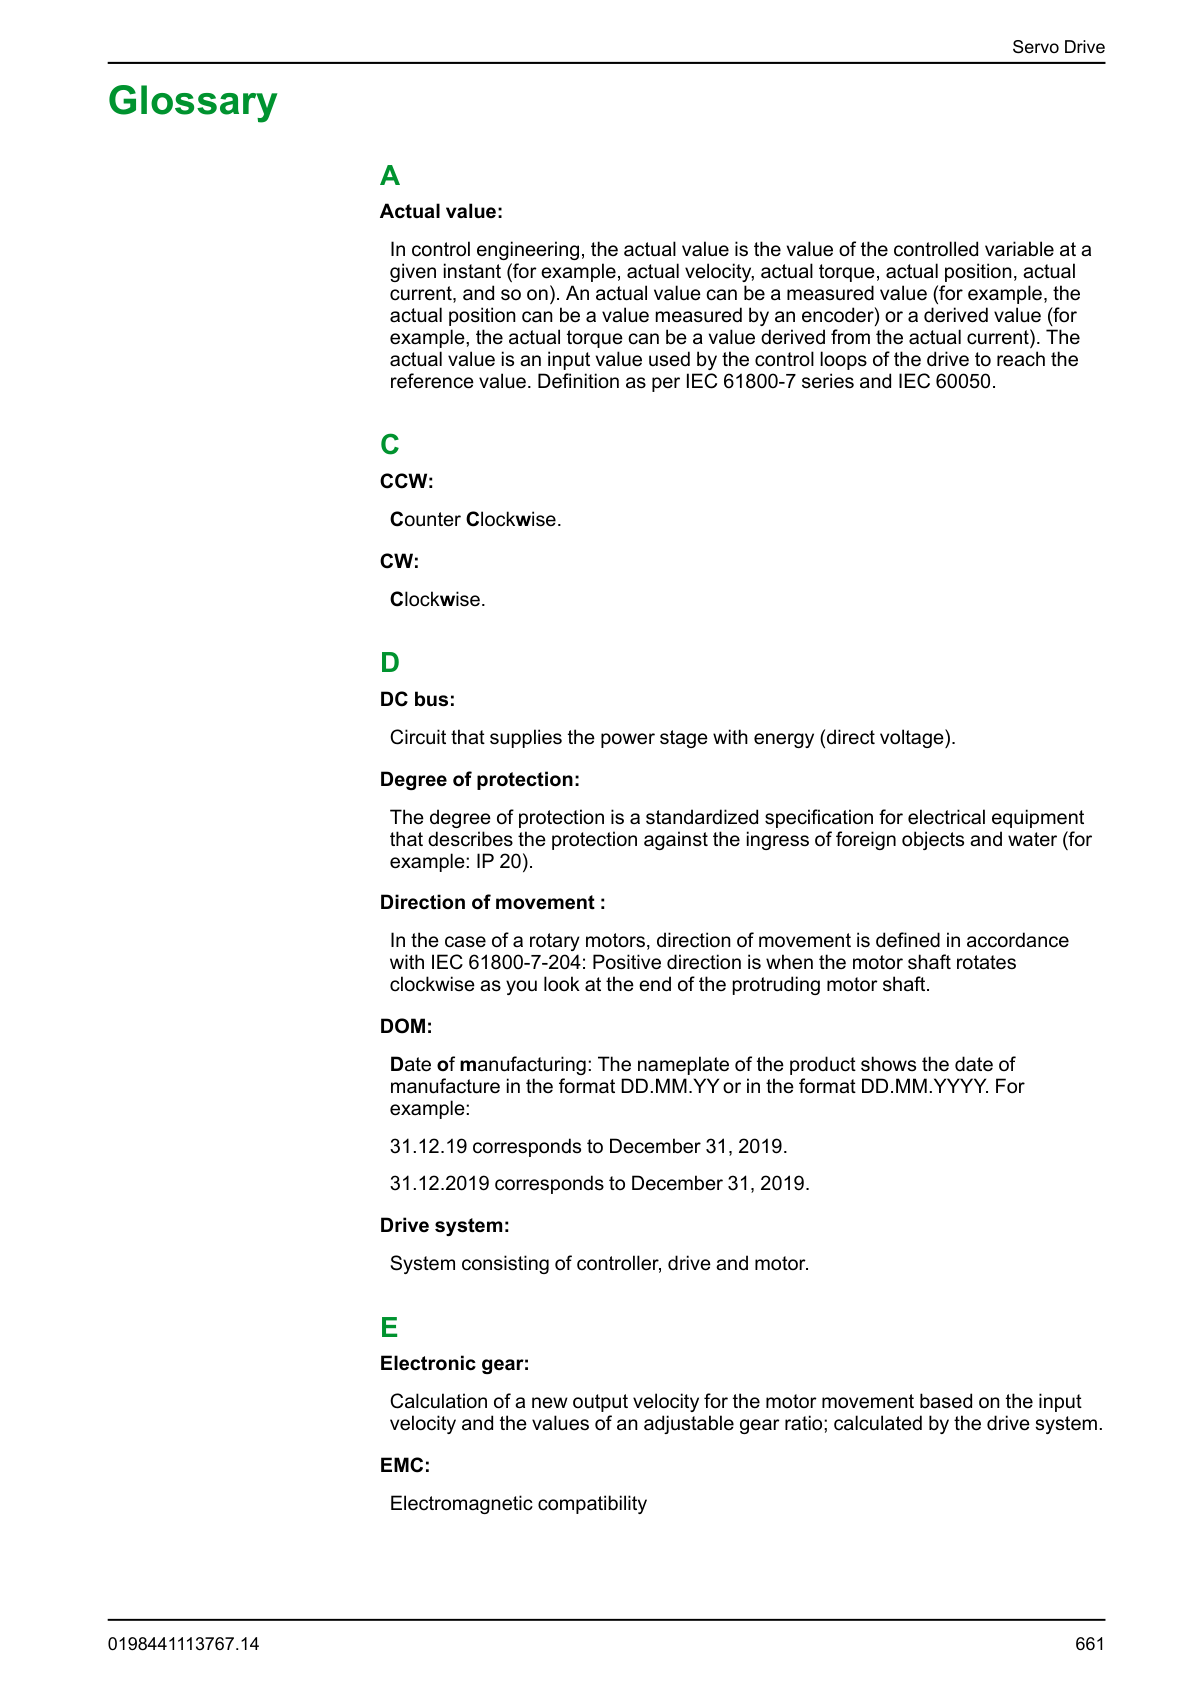 Servo Drive
Glossary
A
Actual value:
In control engineering, the actual value is the value of the controlled variable at a
given instant (for example, actual velocity, actual torque, actual position, actual
current, and so on). An actual value can be a measured value (for example, the
actual position can be a value measured by an encoder) or a derived value (for
example, the actual torque can be a value derived from the actual current). The
actual value is an input value used by the control loops of the drive to reach the
reference value. Definition as per IEC 61800-7 series and IEC 60050.
C
CCW:
Counter Clockwise.
CW:
Clockwise.
D
DC bus:
Circuit that supplies the power stage with energy (direct voltage).
Degree of protection:
The degree of protection is a standardized specification for electrical equipment
that describes the protection against the ingress of foreign objects and water (for
example: IP 20).
Direction of movement :
In the case of a rotary motors, direction of movement is defined in accordance
with IEC 61800-7-204: Positive direction is when the motor shaft rotates
clockwise as you look at the end of the protruding motor shaft.
DOM:
Date of manufacturing: The nameplate of the product shows the date of
manufacture in the format DD.MM.YY or in the format DD.MM.YYYY. For
example:
31.12.19 corresponds to December 31, 2019.
31.12.2019 corresponds to December 31, 2019.
Drive system:
System consisting of controller, drive and motor.
E
Electronic gear:
Calculation of a new output velocity for the motor movement based on the input
velocity and the values of an adjustable gear ratio; calculated by the drive system.
EMC:
Electromagnetic compatibility
0198441113767.14
661